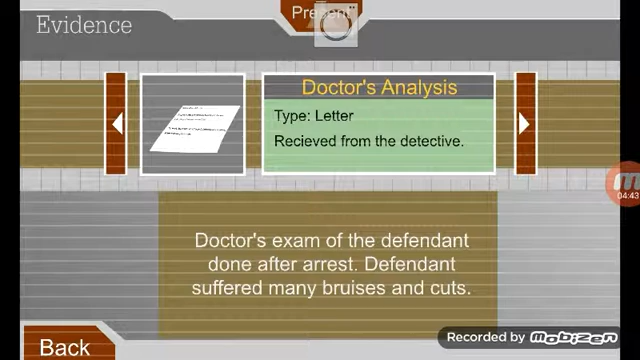 Evidence
Present
Doctor's Analysis
Type: Letter
Recieved from the detective.
04:43
Doctor's exam of the defendant
done after arrest. Defendant
suffered many bruises and cuts.
Back
Recorded by mobizen